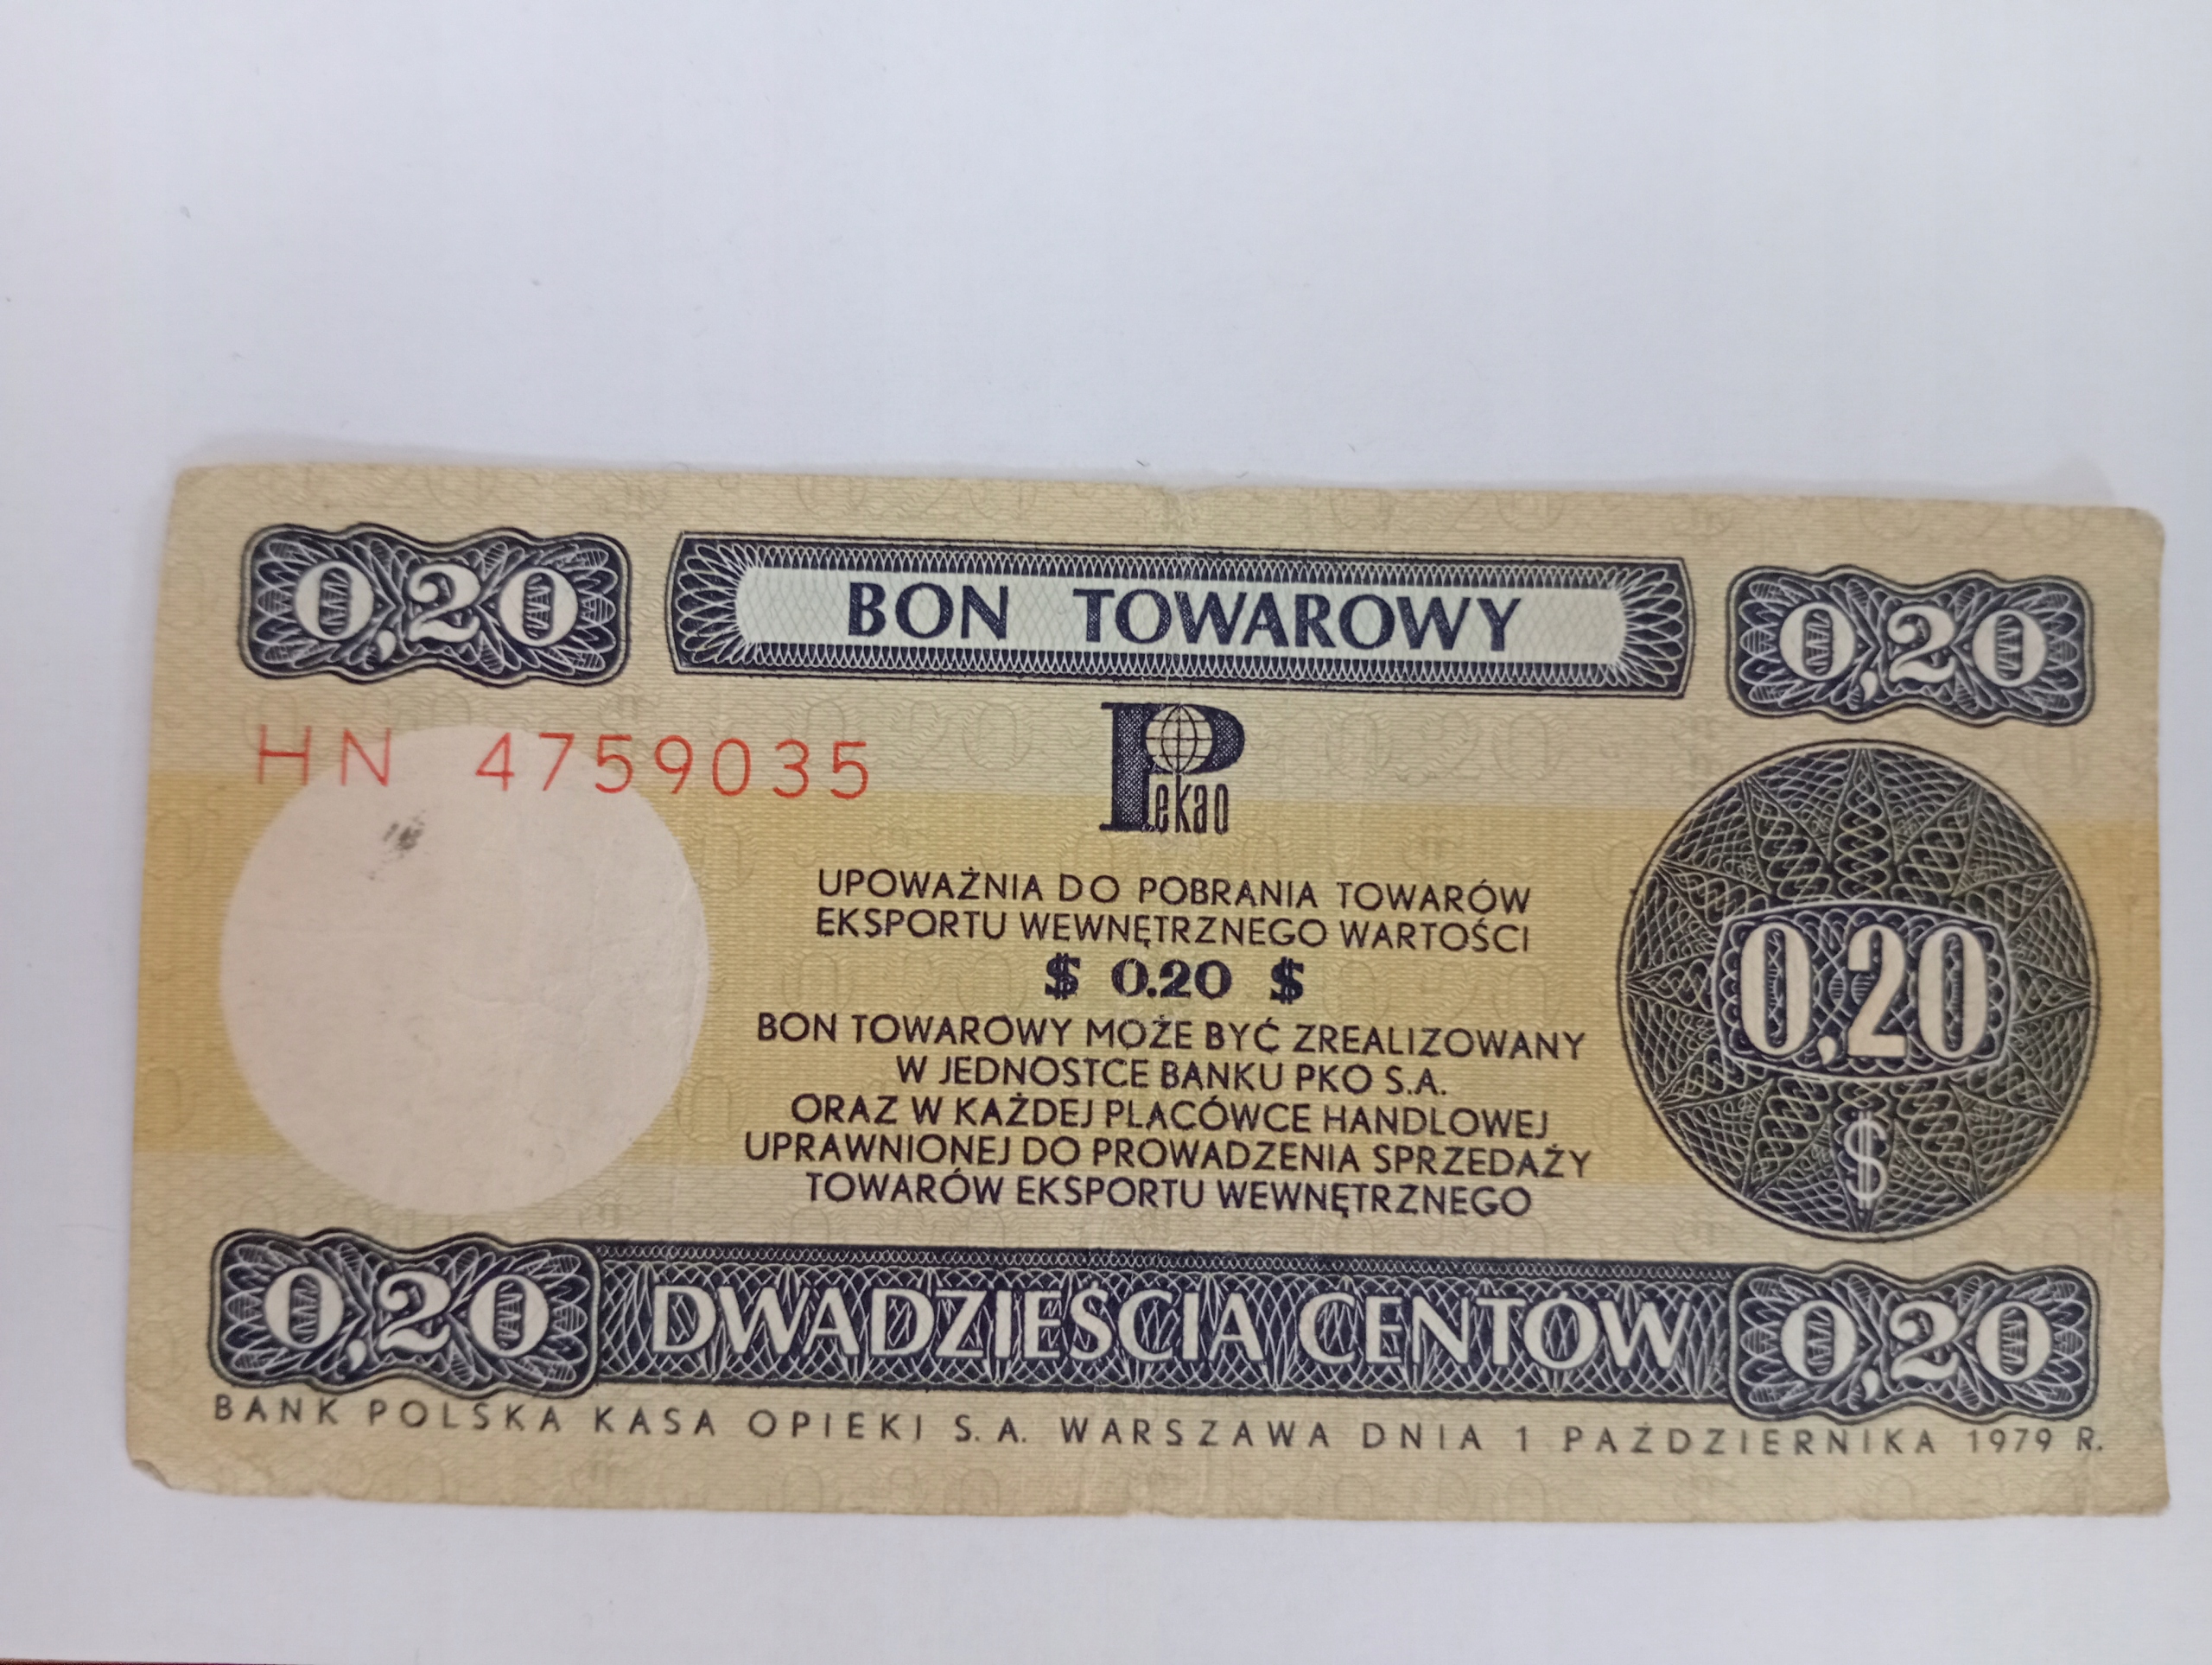 0,20 BON TOWAROWY 0,20
HN 4759035
Pekao
UPOWAŻNIA DO POBRANIA TOWARÓW
EKSPORTU WEWNĘTRZNEGO WARTOŚCI
$ 0.20 $
BON TOWAROWY MOŻE BYĆ ZREALIZOWANY
W JEDNOSTCE BANKU PKO S.A.
ORAZ W KAŻDEJ PLACÓWCE HANDLOWEJ
UPRAWNIONEJ DO PROWADZENIA SPRZEDAŻY
TOWARÓW EKSPORTU WEWNĘTRZNEGO
0,20
$
0,20 DWADZIEŚCIA CENTÓW 0,20
BANK POLSKA KASA OPIEKI S.A. WARSZAWA DNIA 1 PAŹDZIERNIKA 1979 R.